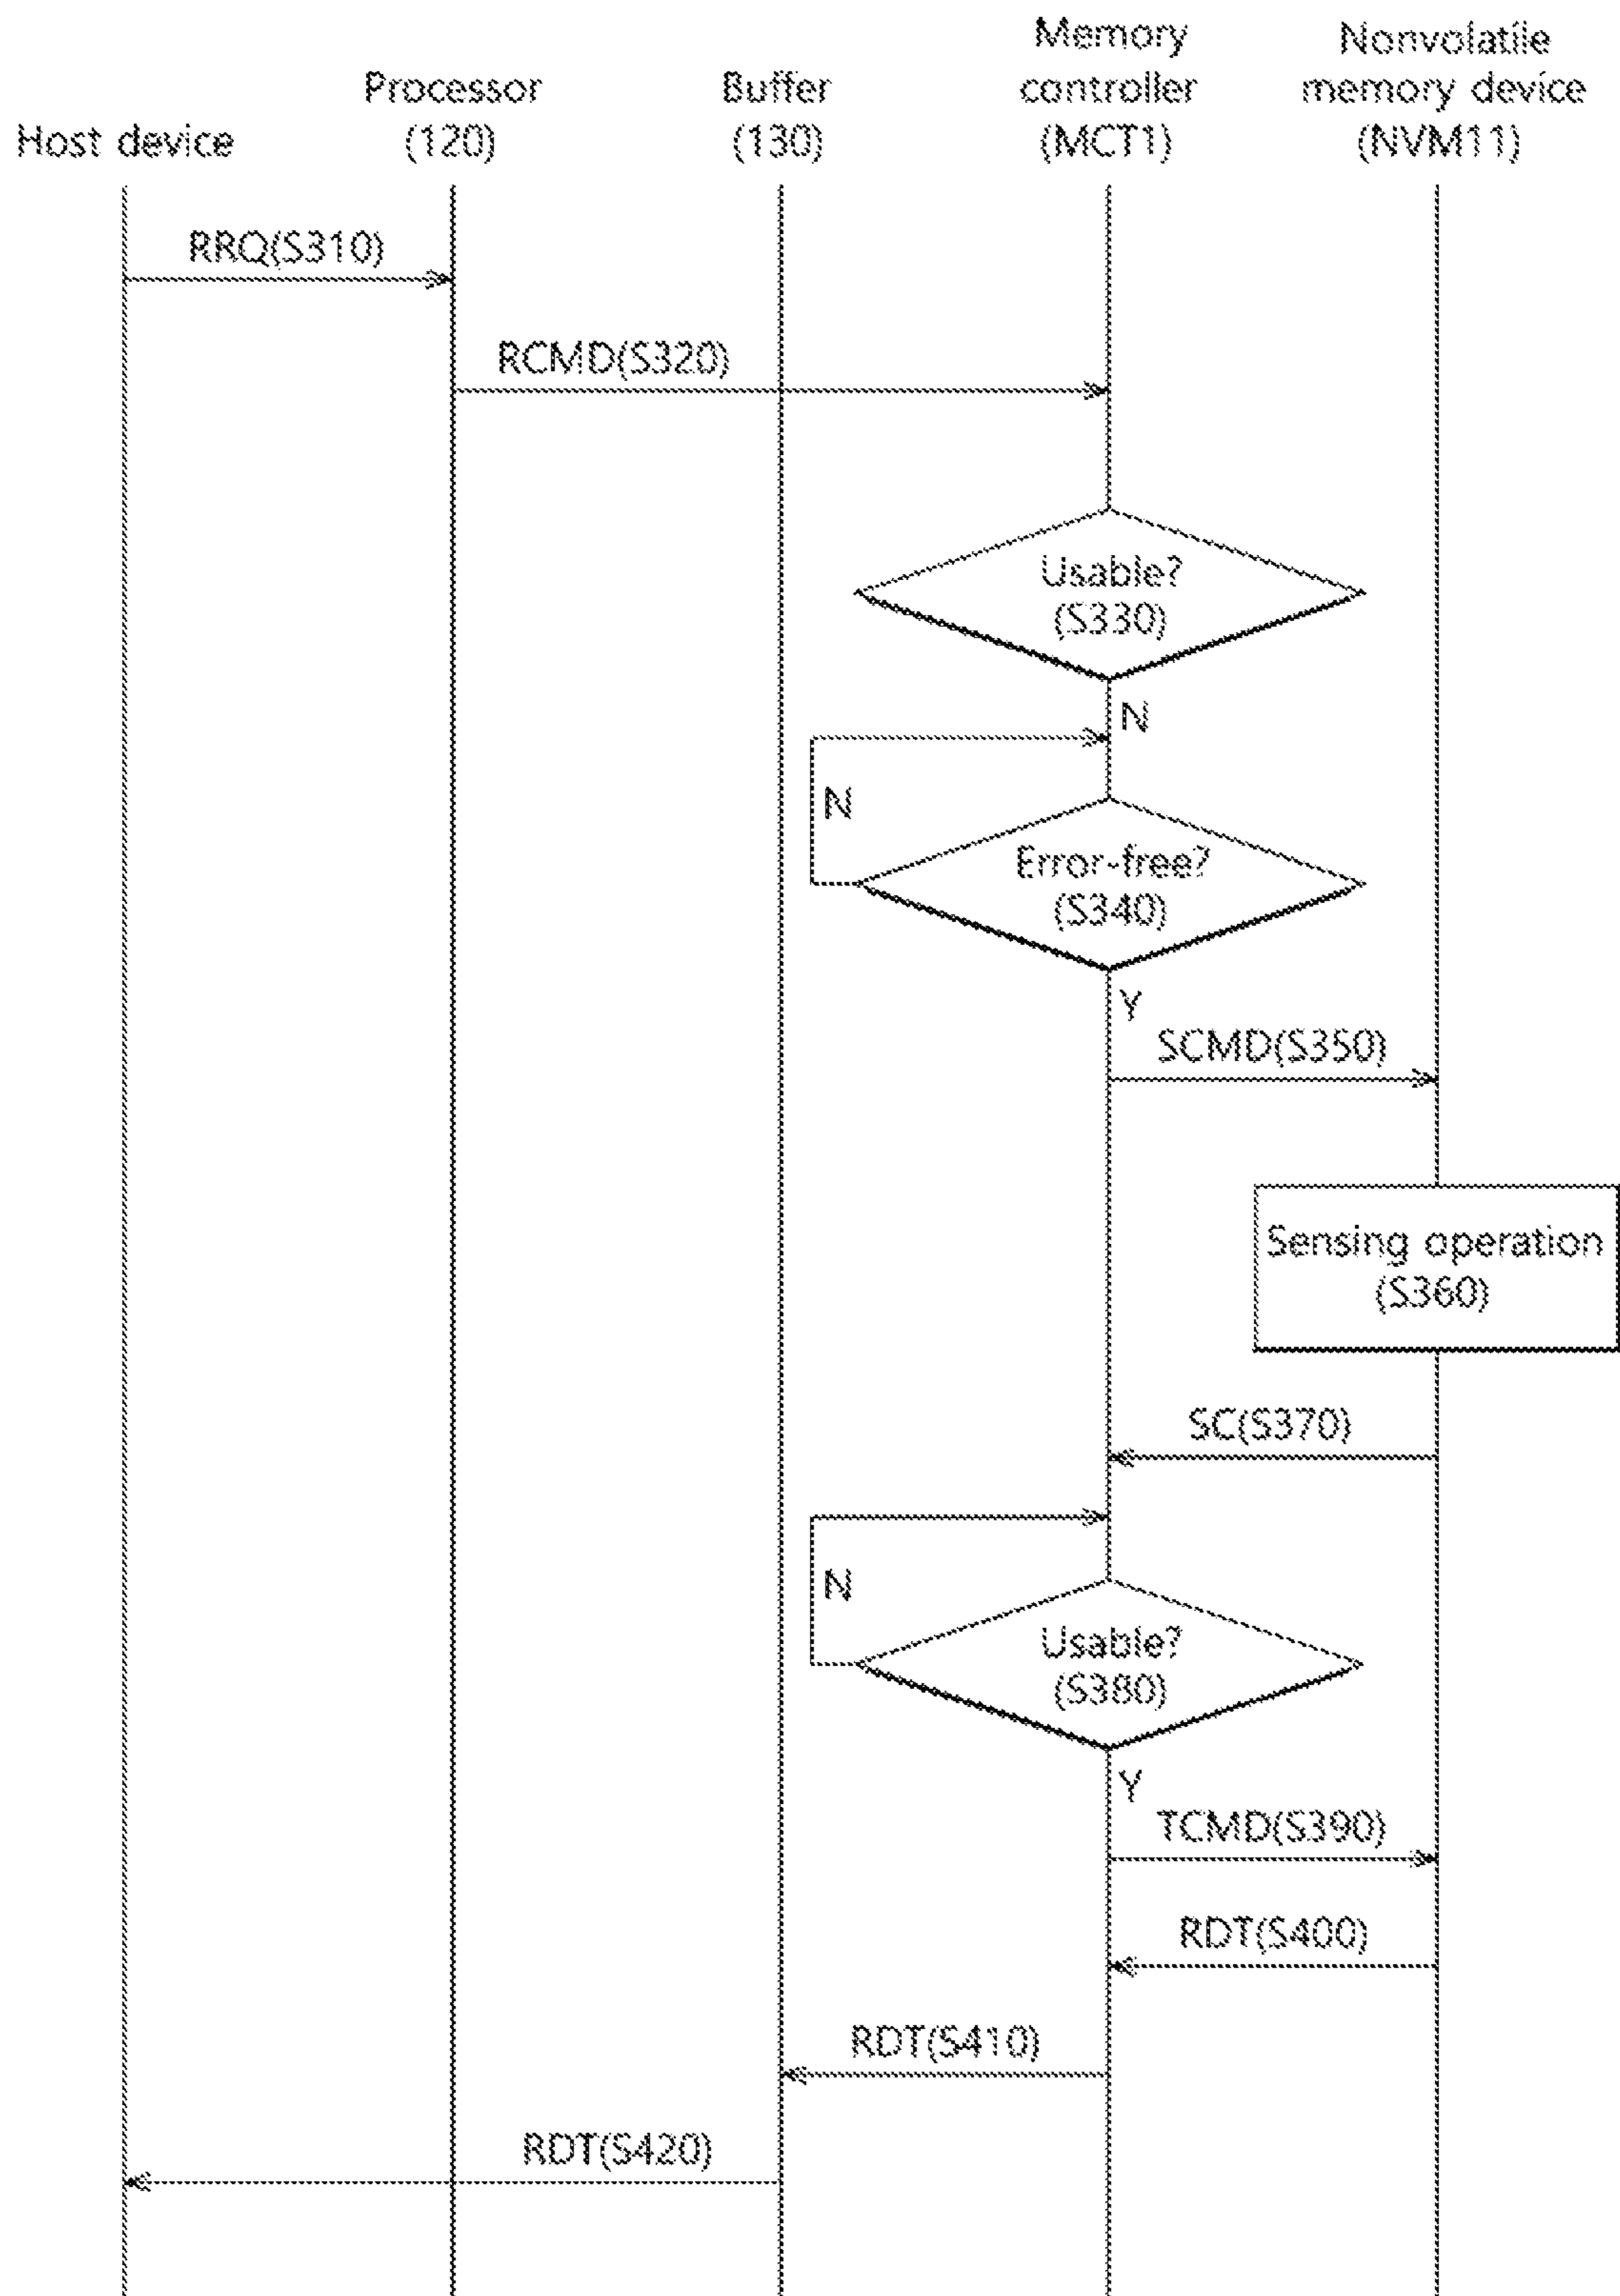 Host device
Processor
(120)
Buffer
(130)
Memory
controller
(MCT1)
Nonvolatile
memory device
(NVM11)
RRQ(S310)
RCMD(S320)
Usable?
(S330)
N
N
Error-free?
(S340)
Y
SCMD(S350)
Sensing operation
(S360)
SC(S370)
N
Usable?
(S380)
Y
TCMD(S390)
RDT(S400)
RDT(S410)
RDT(S420)